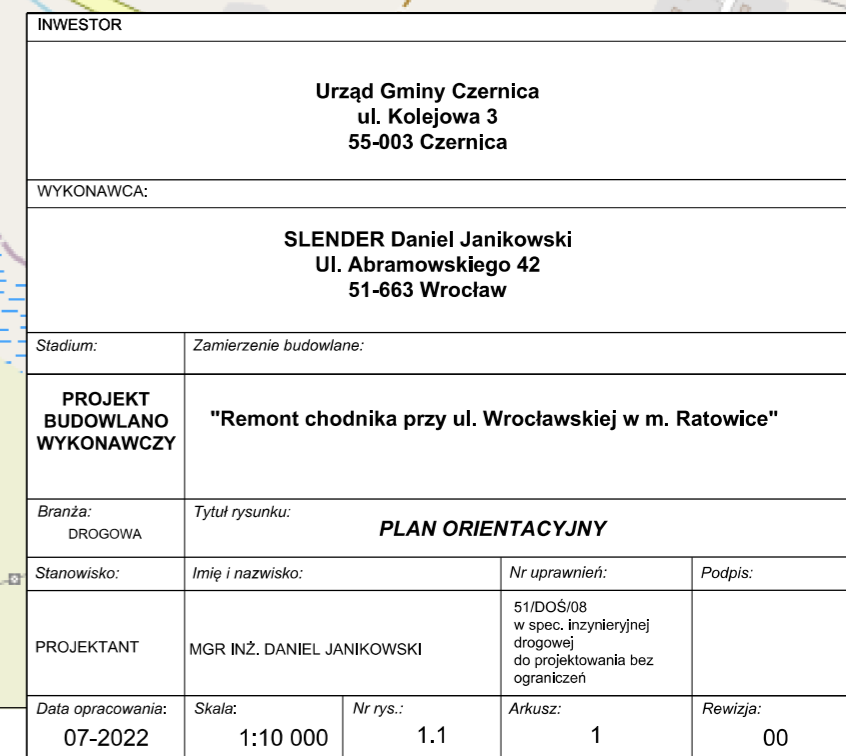 INWESTOR
Urząd Gminy Czernica
ul. Kolejowa 3
55-003 Czernica
WYKONAWCA:
SLENDER Daniel Janikowski
Ul. Abramowskiego 42
51-663 Wrocław
Stadium:
Zamierzenie budowlane:
PROJEKT
BUDOWLANO
WYKONAWCZY
"Remont chodnika przy ul. Wrocławskiej w m. Ratowice"
Branża:
DROGOWA
Tytuł rysunku:
PLAN ORIENTACYJNY
Stanowisko:
Imię i nazwisko:
Nr uprawnień:
Podpis:
PROJEKTANT
MGR INŻ. DANIEL JANIKOWSKI
51/DOŚ/08
w spec. inzynieryjnej
drogowej
do projektowania bez
ograniczeń
Data opracowania:
07-2022
Skala:
1:10 000
Nr rys.:
1.1
Arkusz:
1
Rewizja:
00